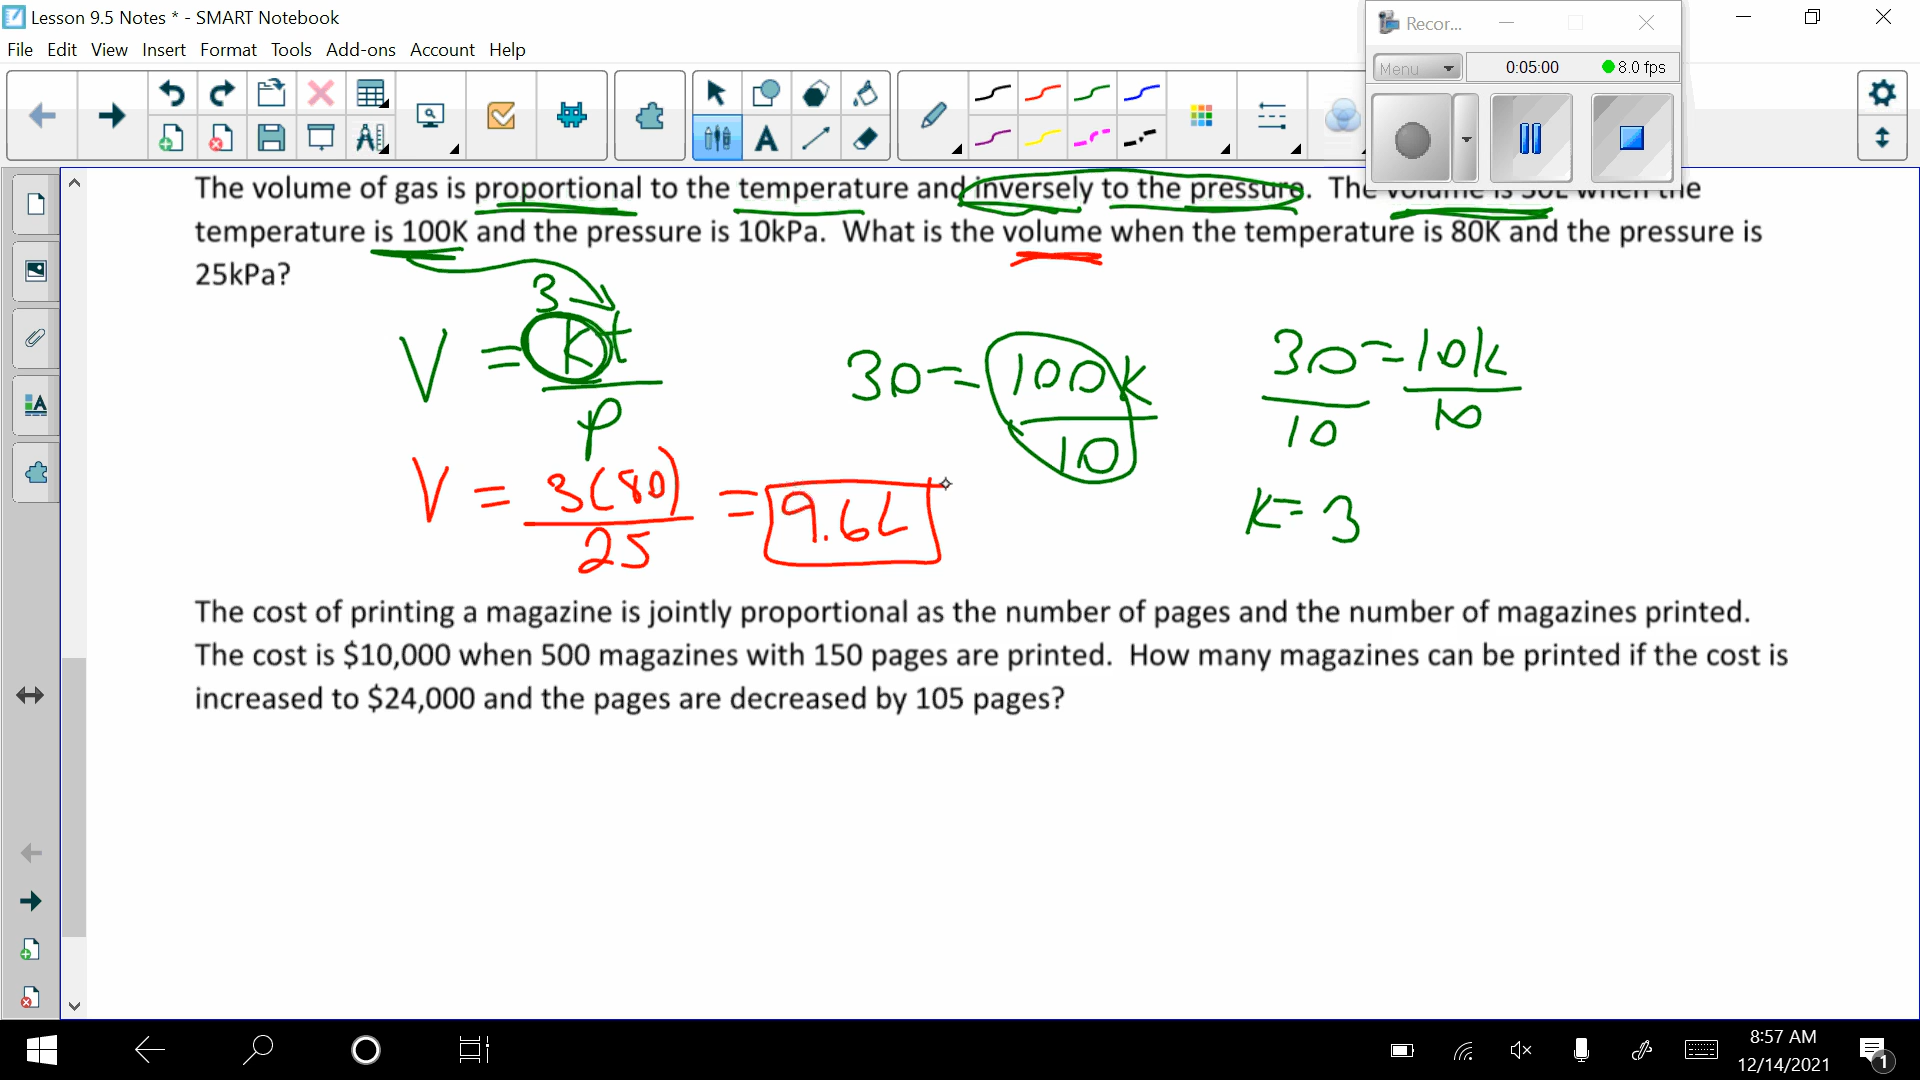 Lesson 9.5 Notes * - SMART Notebook
Recor...
File Edit View Insert Format Tools Add-ons Account Help
Menu
0:05:00
8.0 fps
The volume of gas is proportional to the temperature and inversely to the pressure. The volume is 30L when the
temperature is 100K and the pressure is 10kPa. What is the volume when the temperature is 80K and the pressure is
25kPa?
3
V = kt
p
30 = 100k
10
30 = 10k
10 10
k = 3
V = 3(80) = 9.6L
25
The cost of printing a magazine is jointly proportional as the number of pages and the number of magazines printed.
The cost is $10,000 when 500 magazines with 150 pages are printed. How many magazines can be printed if the cost is
increased to $24,000 and the pages are decreased by 105 pages?
8:57 AM
12/14/2021
1